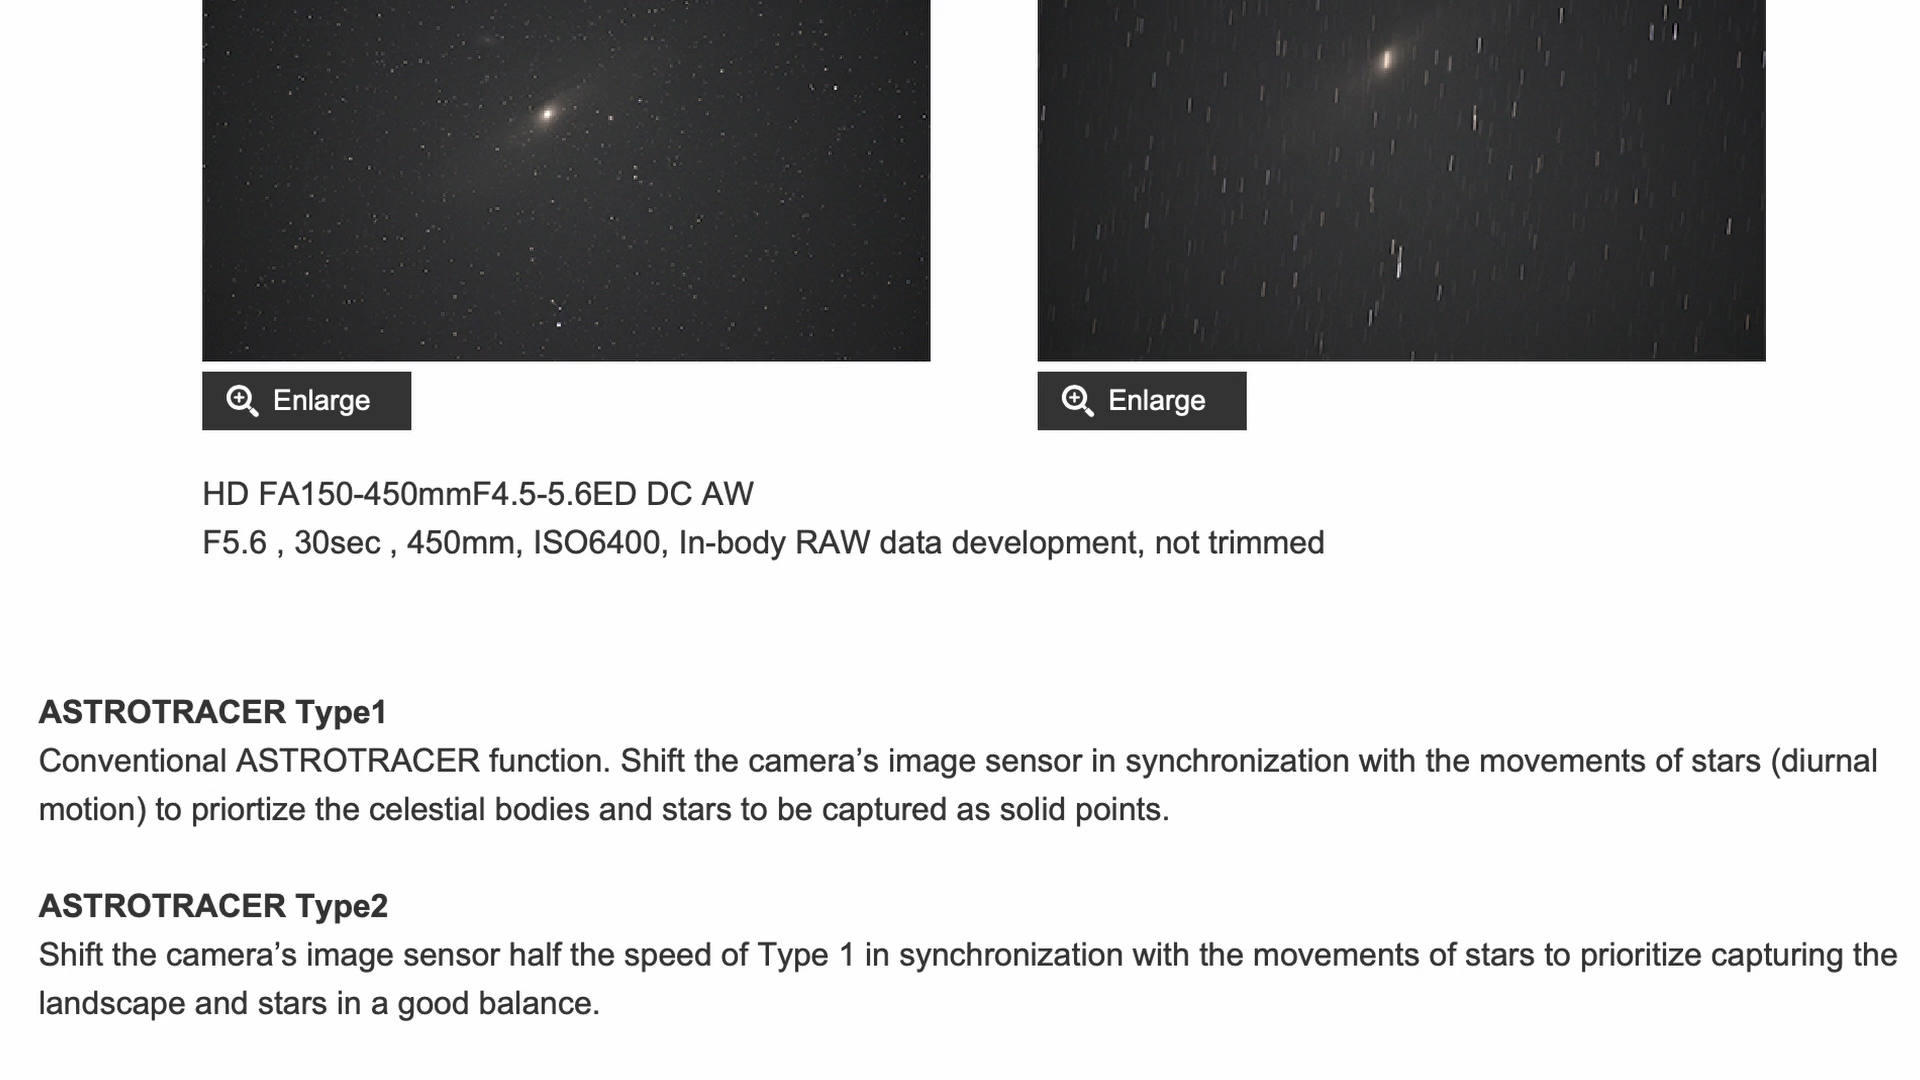 Enlarge
Enlarge
HD FA150-450mmF4.5-5.6ED DC AW
F5.6 , 30sec , 450mm, ISO6400, In-body RAW data development, not trimmed
ASTROTRACER Type1
Conventional ASTROTRACER function. Shift the camera’s image sensor in synchronization with the movements of stars (diurnal
motion) to priortize the celestial bodies and stars to be captured as solid points.
ASTROTRACER Type2
Shift the camera’s image sensor half the speed of Type 1 in synchronization with the movements of stars to prioritize capturing the
landscape and stars in a good balance.